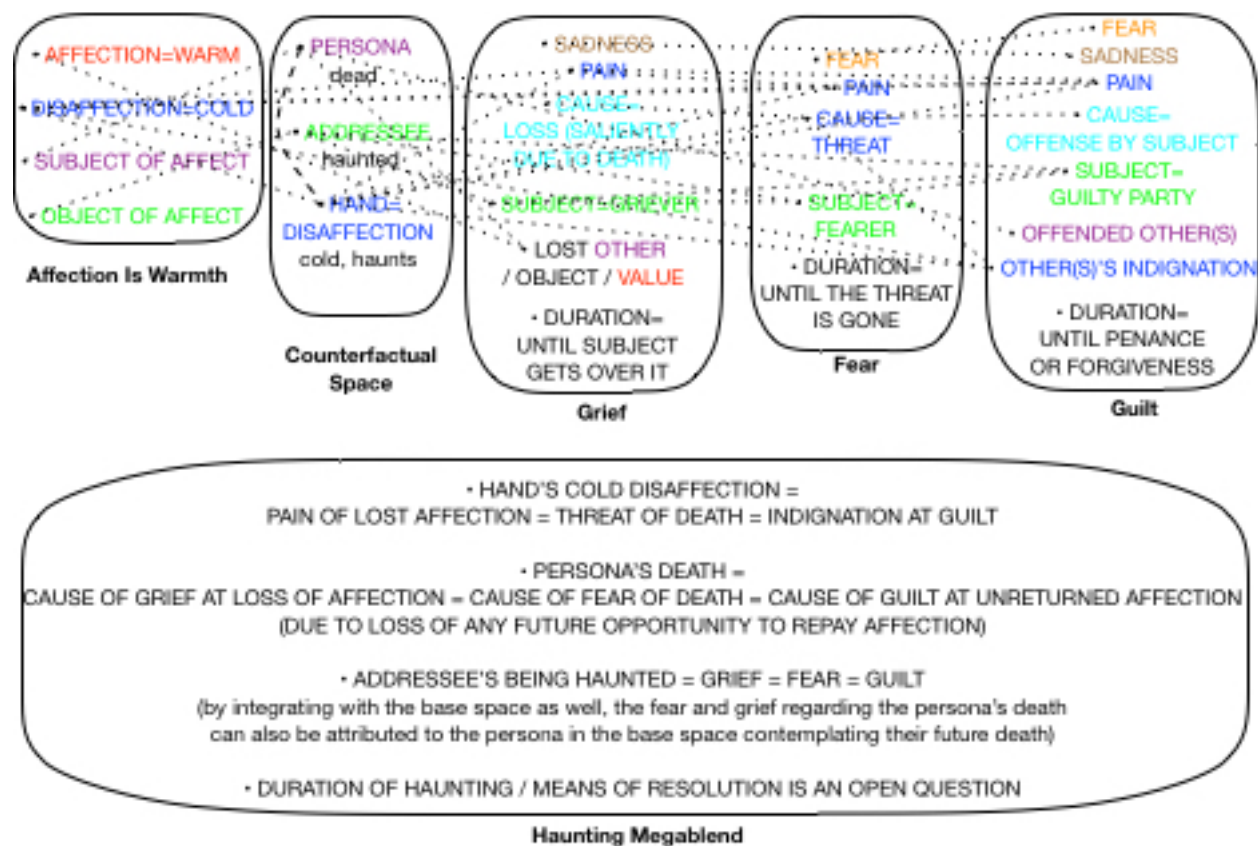 • AFFECTION=WARM
• DISAFFECTION=COLD
• SUBJECT OF AFFECT
• OBJECT OF AFFECT
Affection Is Warmth
• PERSONA
dead
• ADDRESSEE
haunted
• HAND=
DISAFFECTION
cold, haunts
Counterfactual
Space
• SADNESS
• PAIN
• CAUSE=
LOSS (SALIENTLY
DUE TO DEATH)
• SUBJECT=GRIEVER
• LOST OTHER
/ OBJECT / VALUE
• DURATION=
UNTIL SUBJECT
GETS OVER IT
Grief
• FEAR
• PAIN
• CAUSE=
THREAT
• SUBJECT=
FEARER
• DURATION=
UNTIL THE THREAT
IS GONE
Fear
• FEAR
• SADNESS
• PAIN
• CAUSE=
OFFENSE BY SUBJECT
• SUBJECT=
GUILTY PARTY
• OFFENDED OTHER(S)
• OTHER(S)'S INDIGNATION
• DURATION=
UNTIL PENANCE
OR FORGIVENESS
Guilt
• HAND'S COLD DISAFFECTION =
PAIN OF LOST AFFECTION = THREAT OF DEATH = INDIGNATION AT GUILT
• PERSONA'S DEATH =
CAUSE OF GRIEF AT LOSS OF AFFECTION = CAUSE OF FEAR OF DEATH = CAUSE OF GUILT AT UNRETURNED AFFECTION
(DUE TO LOSS OF ANY FUTURE OPPORTUNITY TO REPAY AFFECTION)
• ADDRESSEE'S BEING HAUNTED = GRIEF = FEAR = GUILT
(by integrating with the base space as well, the fear and grief regarding the persona's death
can also be attributed to the persona in the base space contemplating their future death)
• DURATION OF HAUNTING / MEANS OF RESOLUTION IS AN OPEN QUESTION
Haunting Megablend